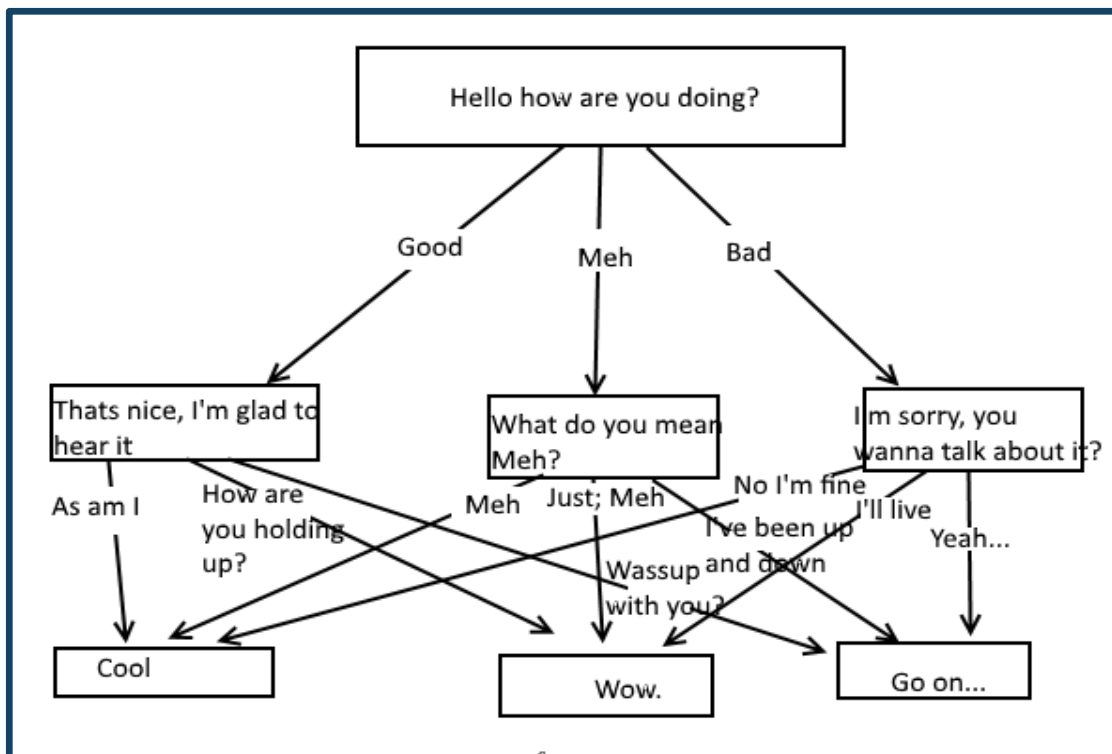 Hello how are you doing?
Good
Meh
Bad
Thats nice, I'm glad to
hear it
What do you mean
Meh?
I'm sorry, you
wanna talk about it?
As am I
How are
you holding
up?
Meh
Just; Meh
No I'm fine
I'll live
I've been up
and down
Yeah...
Wassup
with you?
Cool
Wow.
Go on...